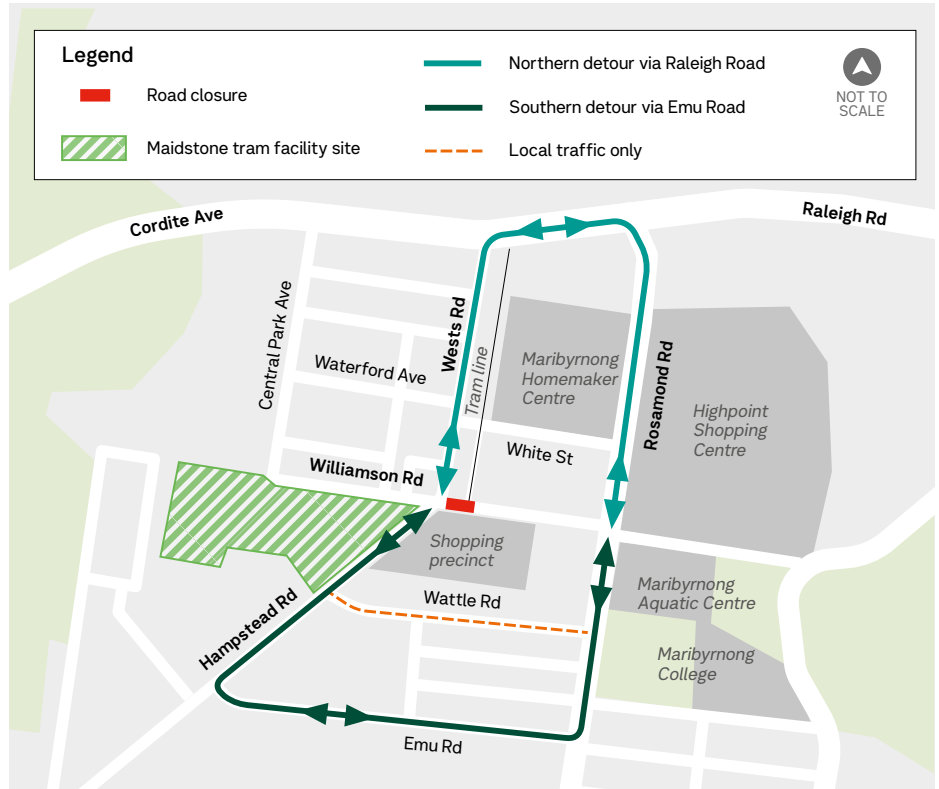 Legend
Road closure
Maidstone tram facility site
Northern detour via Raleigh Road
Southern detour via Emu Road
Local traffic only
NOT TO
SCALE
Cordite Ave
Raleigh Rd
Central Park Ave
Wests Rd
Tram line
Waterford Ave
Maribyrnong
Homemaker
Centre
Rosamond Rd
Highpoint
Shopping
Centre
White St
Williamson Rd
Shopping
precinct
Wattle Rd
Maribyrnong
Aquatic Centre
Hampstead Rd
Maribyrnong
College
Emu Rd